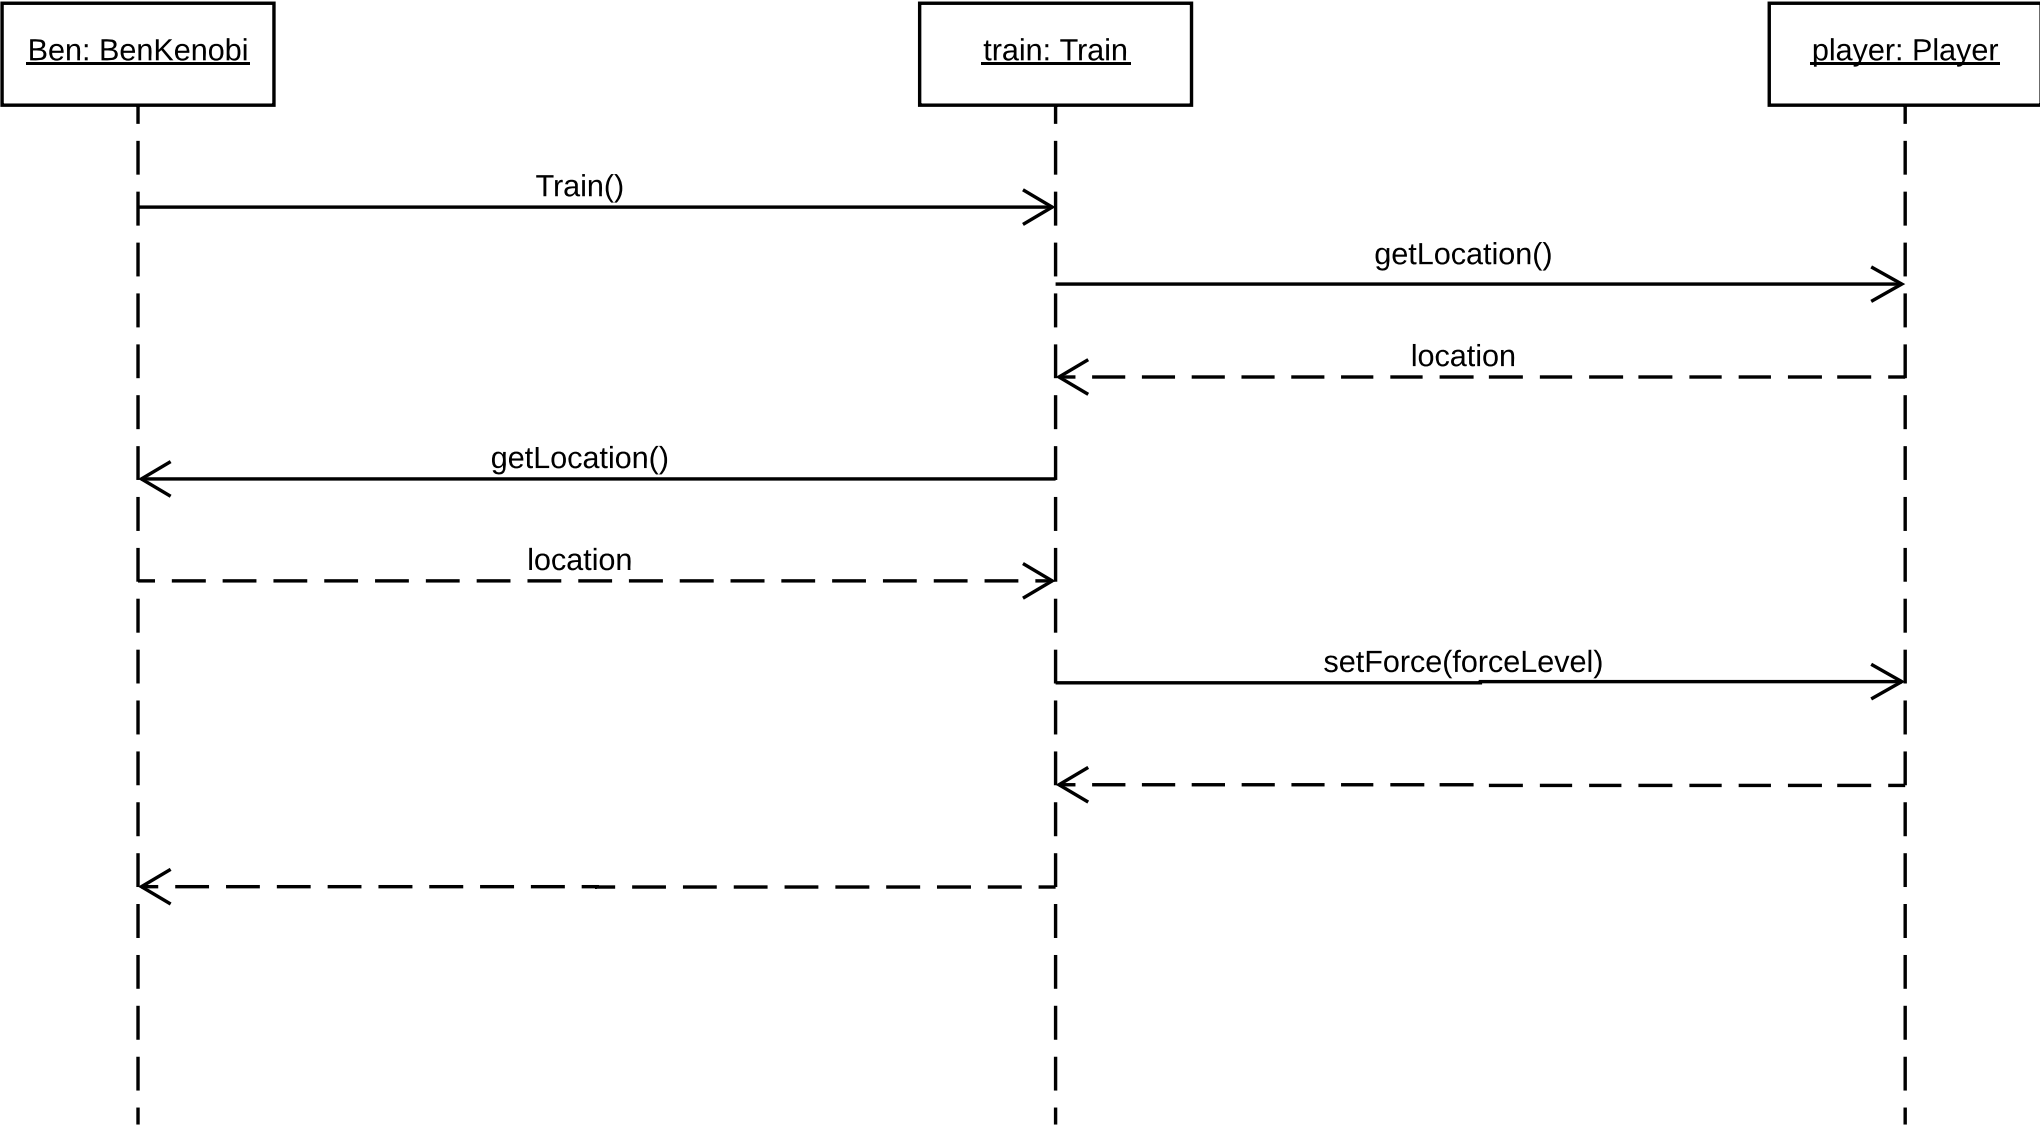 Ben: BenKenobi
train: Train
player: Player
Train()
getLocation()
location
getLocation()
location
setForce(forceLevel)